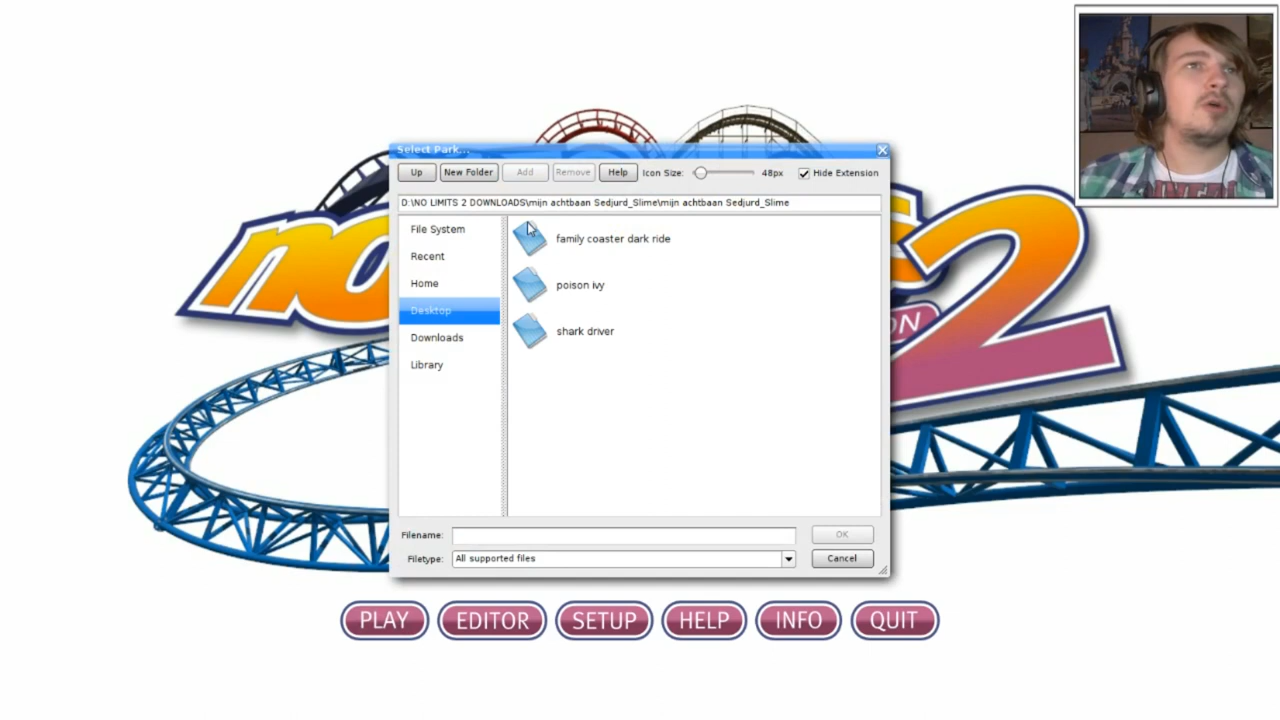 Select Park...
Up New Folder Add Remove Help Icon Size: 48px Hide Extension
D:\NO LIMITS 2 DOWNLOADS\mijn achtbaan Sedjurd_Slime\mijn achtbaan Sedjurd_Slime
File System
Recent
Home
Desktop
Downloads
Library
family coaster dark ride
poison ivy
shark driver
no
2
ON
Filename: OK
Filetype: All supported files Cancel
PLAY EDITOR SETUP HELP INFO QUIT